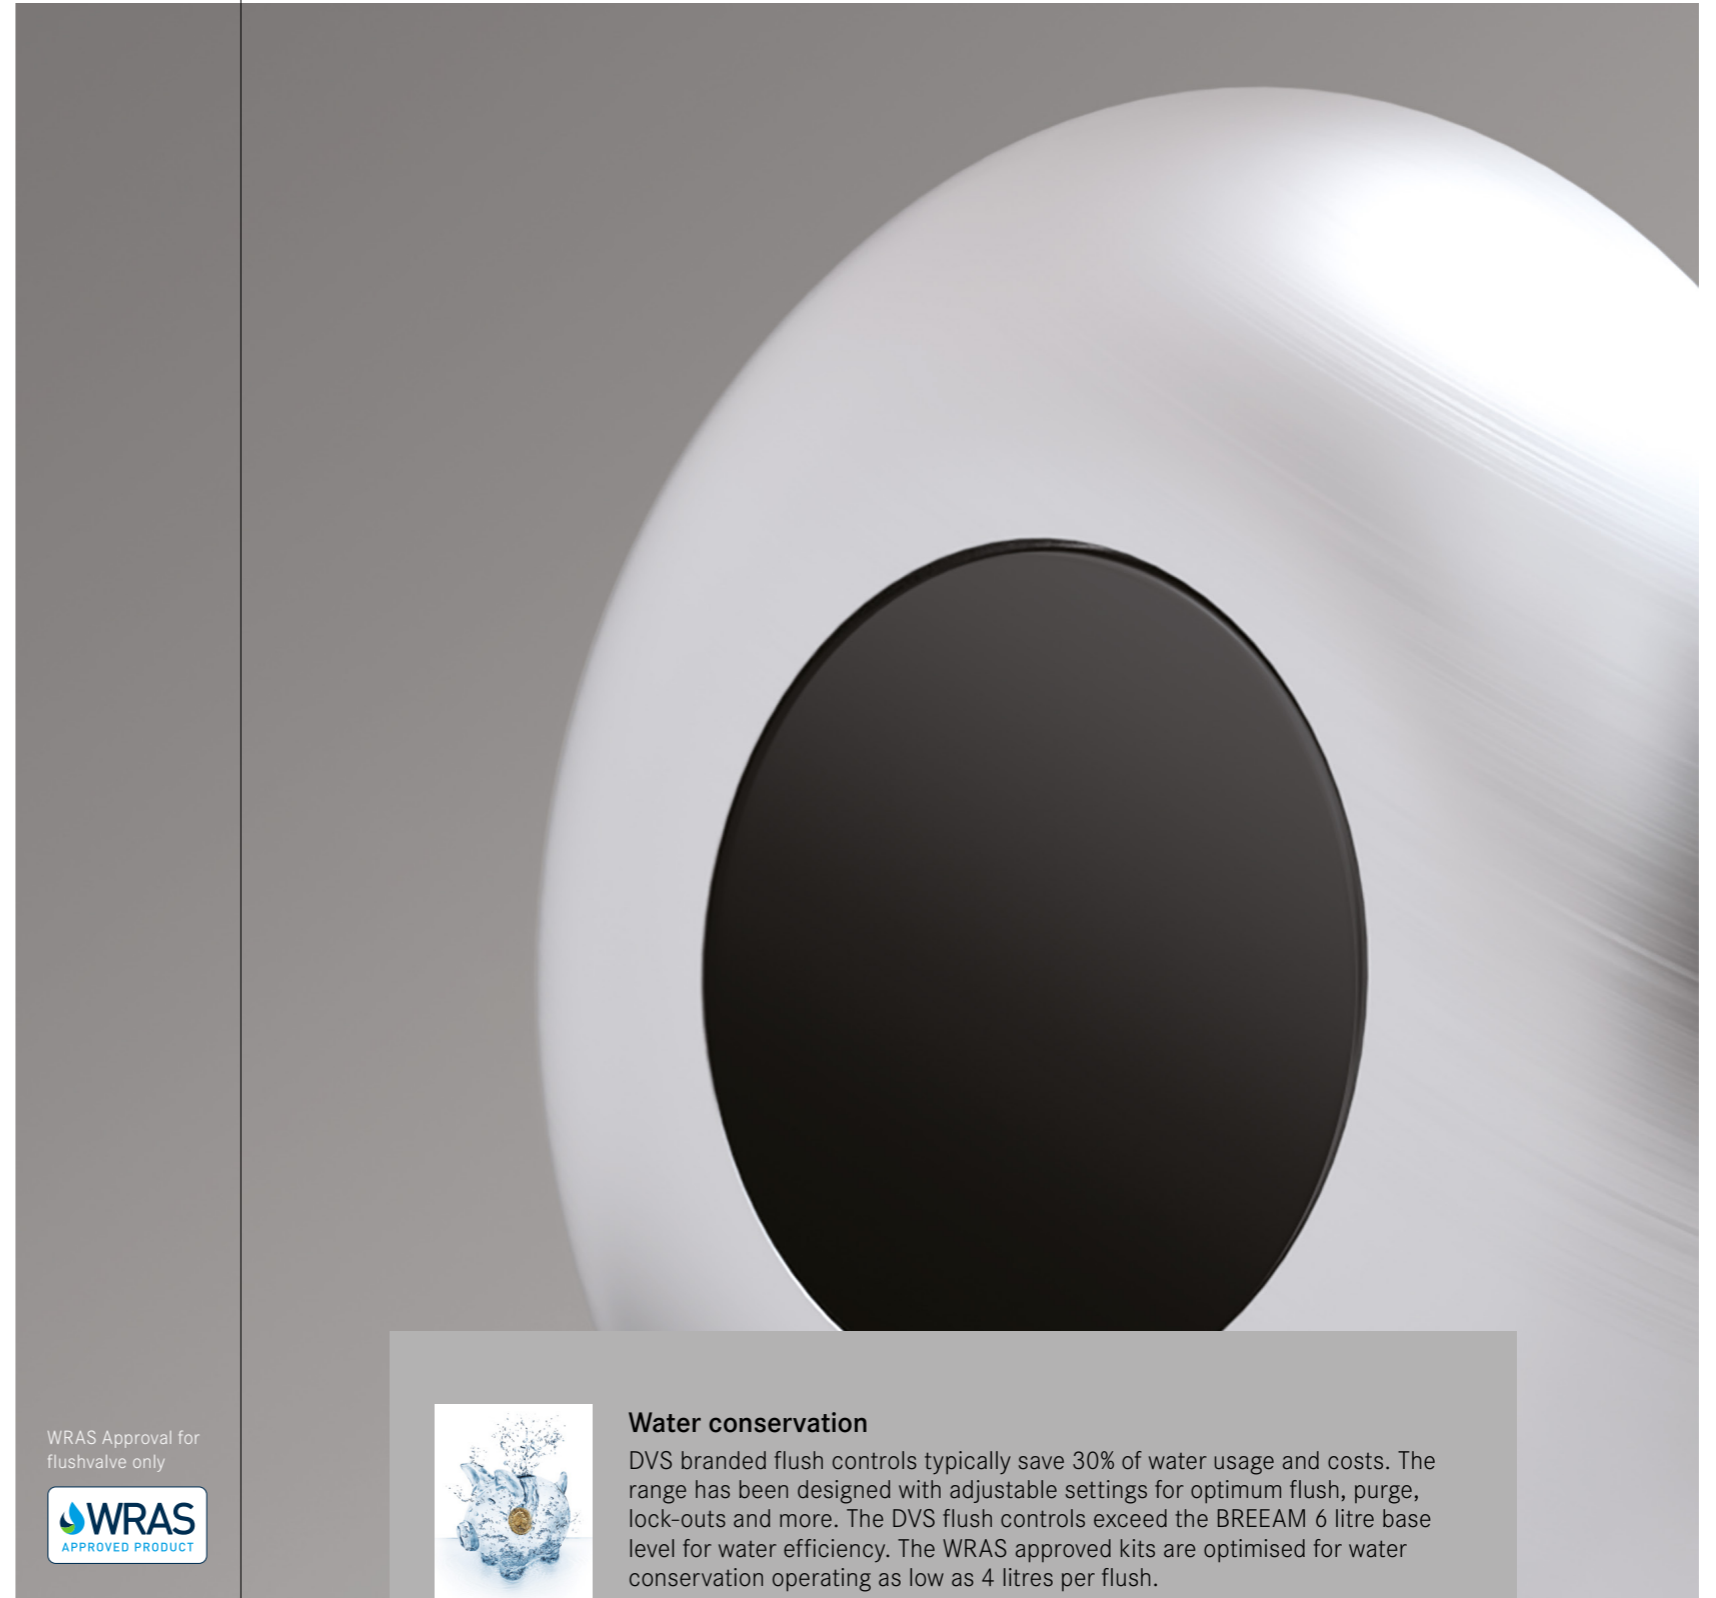 WRAS Approval for
flushvalve only
WRAS
APPROVED PRODUCT
Water conservation
DVS branded flush controls typically save 30% of water usage and costs. The
range has been designed with adjustable settings for optimum flush, purge,
lock-outs and more. The DVS flush controls exceed the BREEAM 6 litre base
level for water efficiency. The WRAS approved kits are optimised for water
conservation operating as low as 4 litres per flush.